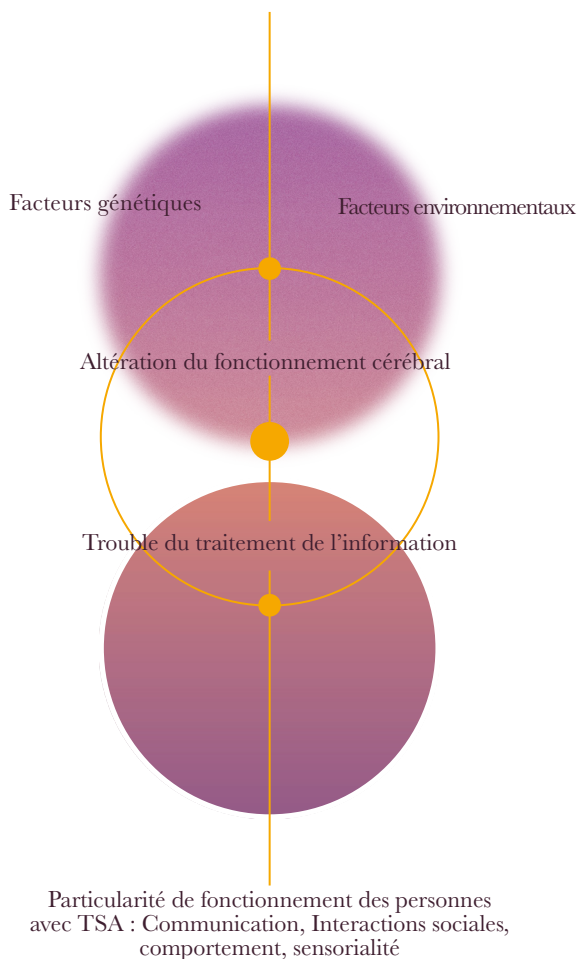 Facteurs génétiques
Facteurs environnementaux
Altération du fonctionnement cérébral
Trouble du traitement de l’information
Particularité de fonctionnement des personnes
avec TSA : Communication, Interactions sociales,
comportement, sensorialité